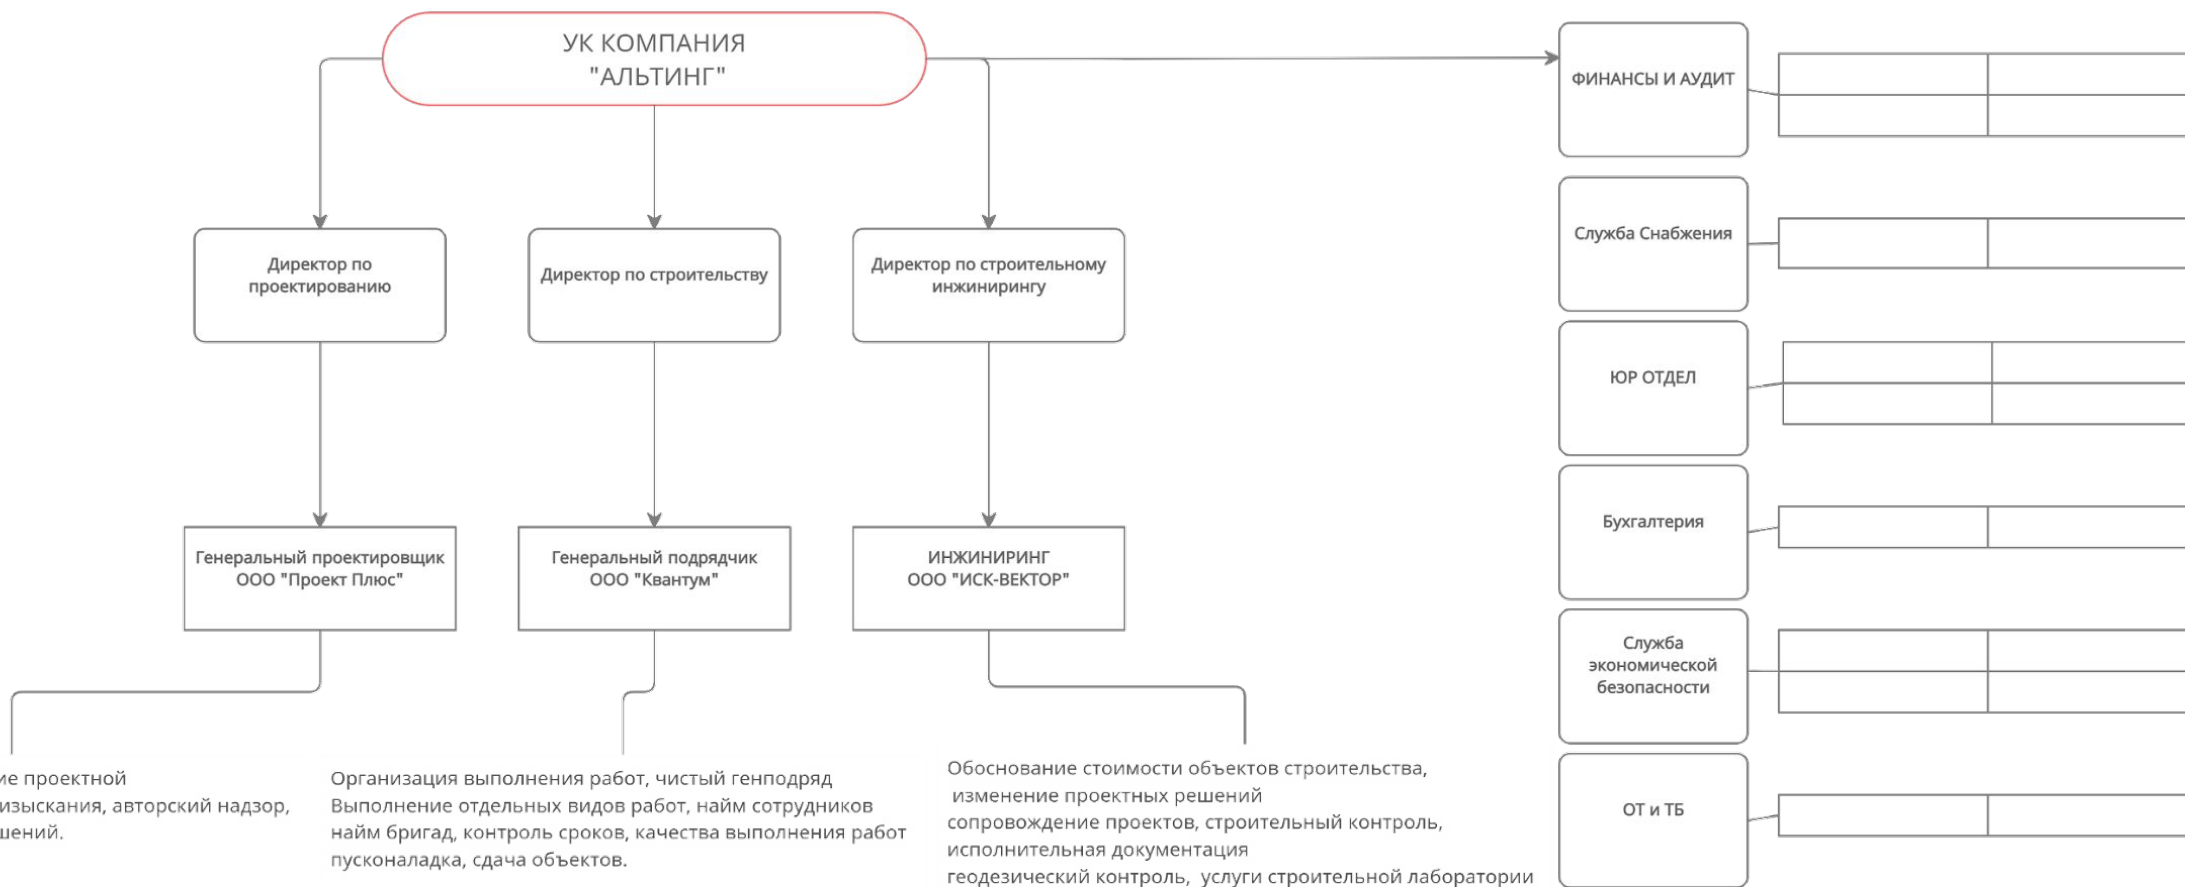 УК КОМПАНИЯ
"АЛЬТИНГ"
ФИНАНСЫ И АУДИТ
Служба Снабжения
Директор по
проектированию
Директор по строительству
Директор по строительному
инжинирингу
ЮР ОТДЕЛ
Бухгалтерия
Генеральный проектировщик
ООО "Проект Плюс"
Генеральный подрядчик
ООО "Квантум"
ИНЖИНИРИНГ
ООО "ИСК-ВЕКТОР"
Служба
экономической
безопасности
ОТ и ТБ
проектной
изыскания, авторский надзор,
Организация выполнения работ, чистый генподряд
Выполнение отдельных видов работ, найм сотрудников
найм бригад, контроль сроков, качества выполнения работ
пусконаладка, сдача объектов.
Обоснование стоимости объектов строительства,
изменение проектных решений
сопровождение проектов, строительный контроль,
исполнительная документация
геодезический контроль, услуги строительной лаборатории